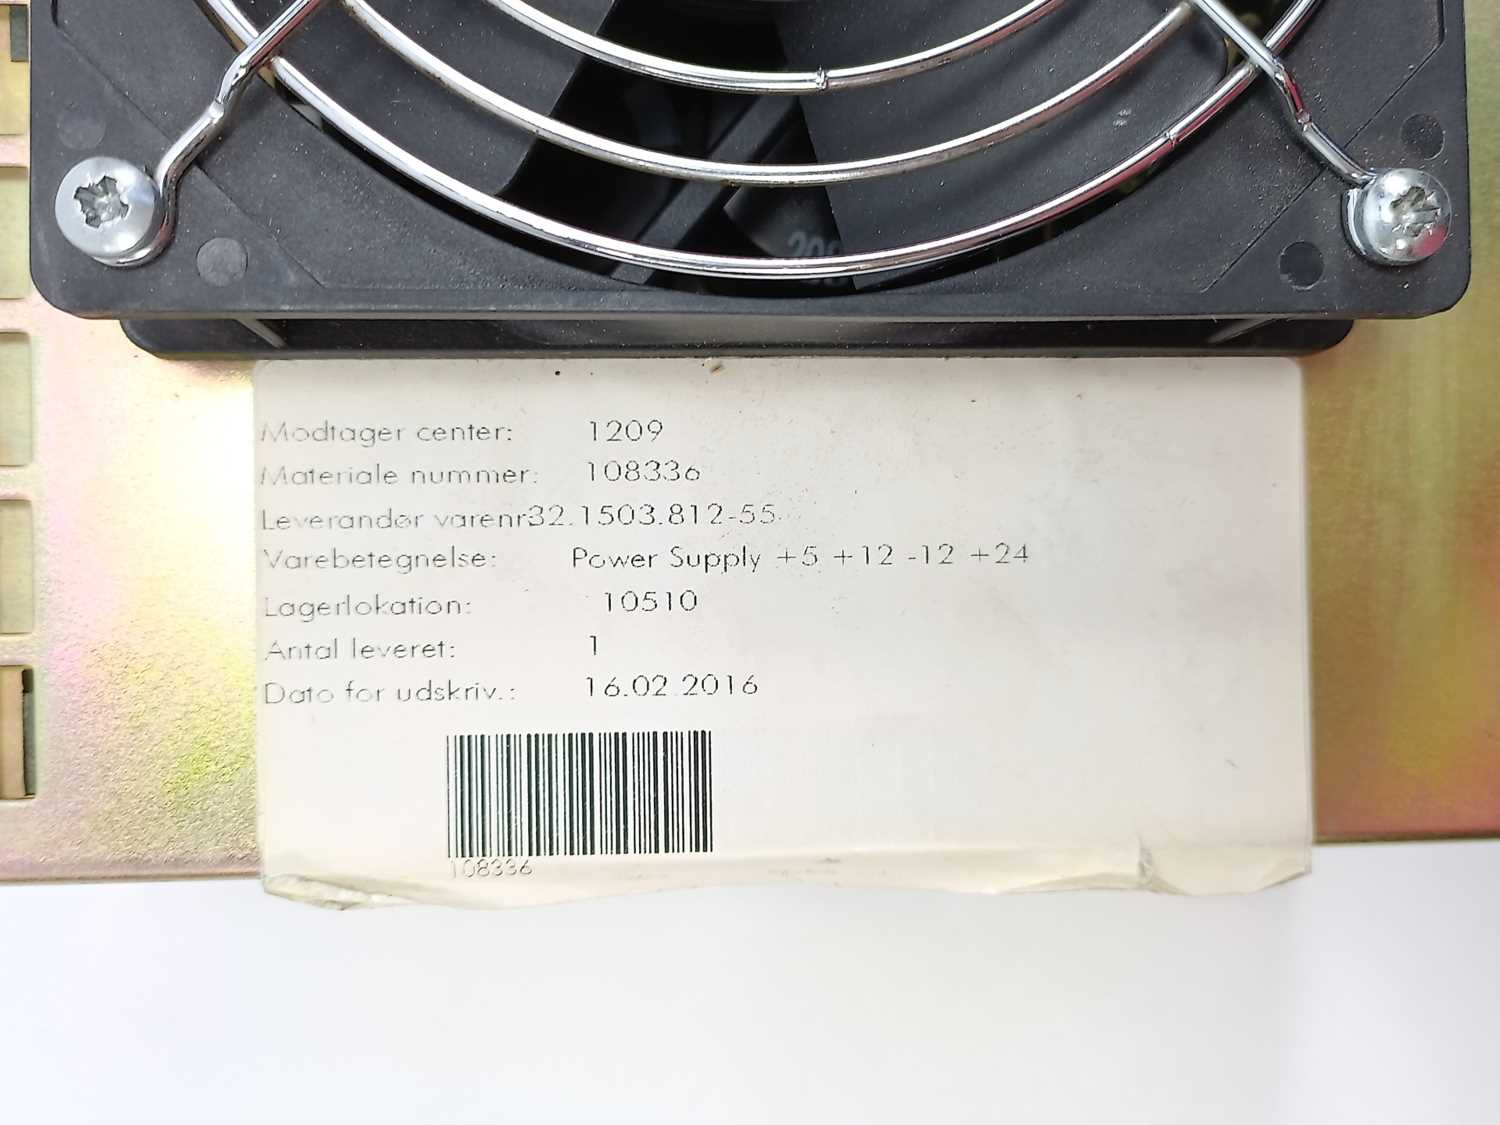 Modtager center: 1209
Materiale nummer: 108336
Leverandør varenr32.1503.812-55
Varebetegnelse: Power Supply +5 +12 -12 +24
Lagerlokation: 10510
Antal leveret: 1
Dato for udskriv.: 16.02.2016
108336